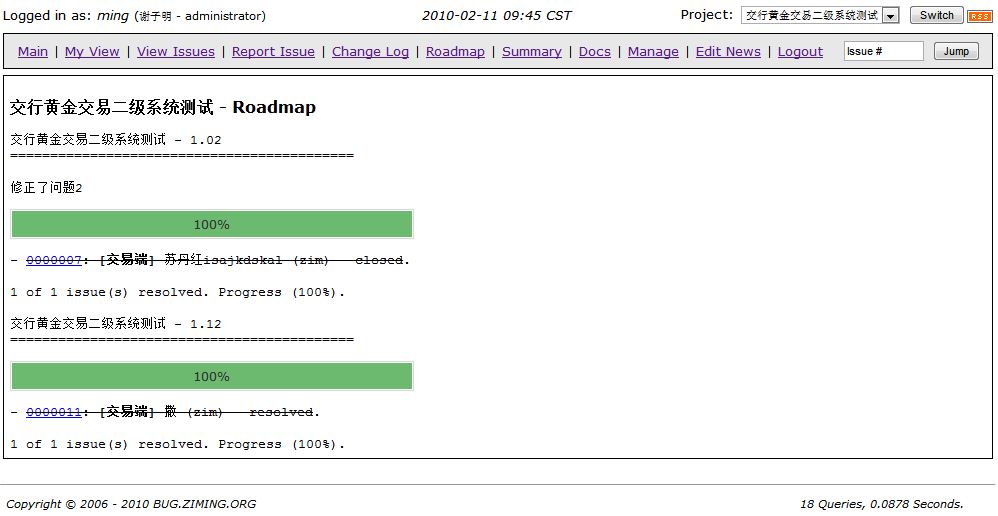 Logged in as: ming (谢子明 - administrator) 2010-02-11 09:45 CST Project: 交行黄金交易二级系统测试 Switch RSS
Main | My View | View Issues | Report Issue | Change Log | Roadmap | Summary | Docs | Manage | Edit News | Logout Issue # Jump
交行黄金交易二级系统测试 - Roadmap
交行黄金交易二级系统测试 - 1.02
===========================================
修正了问题2
100%
- 0000007: [交易端] 苏丹红isajkdskal (zim) - closed.
1 of 1 issue(s) resolved. Progress (100%).
交行黄金交易二级系统测试 - 1.12
===========================================
100%
- 0000011: [交易端] 撒 (zim) - resolved.
1 of 1 issue(s) resolved. Progress (100%).
Copyright © 2006 - 2010 BUG.ZIMING.ORG 18 Queries, 0.0878 Seconds.